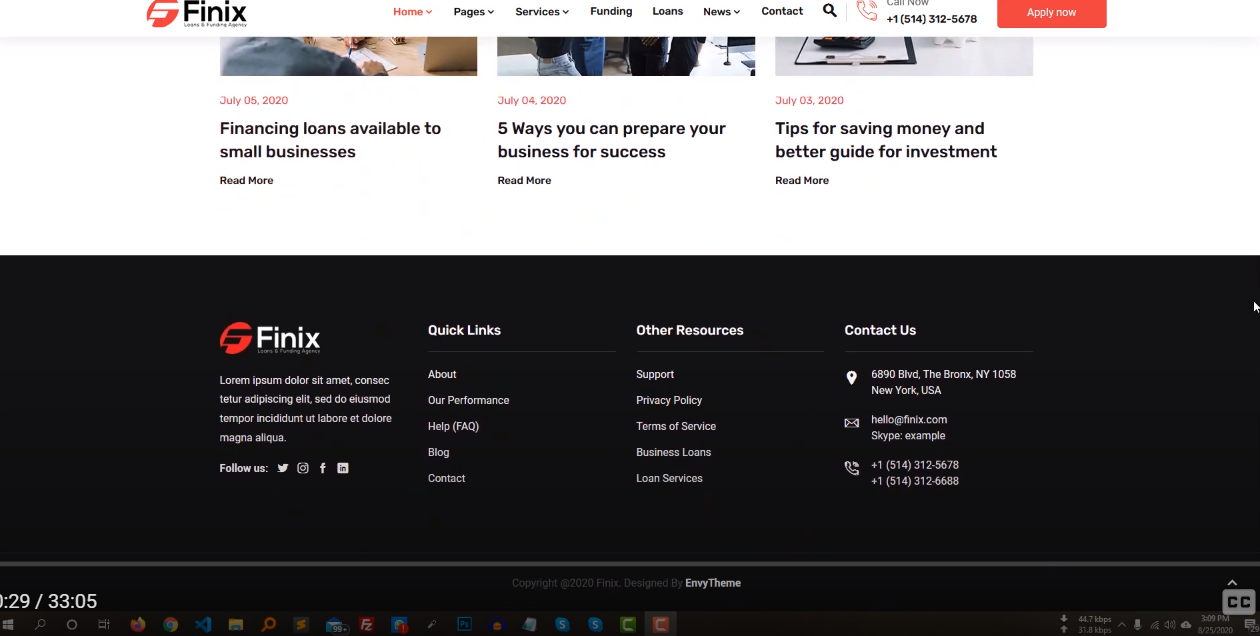 Finix
Loans & Funding Agency
Home Pages Services Funding Loans News Contact
Call Now
+1 (514) 312-5678
Apply now
July 05, 2020
Financing loans available to
small businesses
Read More
July 04, 2020
5 Ways you can prepare your
business for success
Read More
July 03, 2020
Tips for saving money and
better guide for investment
Read More
Finix
Loans & Funding Agency
Lorem ipsum dolor sit amet, consec
tetur adipiscing elit, sed do eiusmod
tempor incididunt ut labore et dolore
magna aliqua.
Follow us:
Quick Links
About
Our Performance
Help (FAQ)
Blog
Contact
Other Resources
Support
Privacy Policy
Terms of Service
Business Loans
Loan Services
Contact Us
6890 Blvd, The Bronx, NY 1058
New York, USA
hello@finix.com
Skype: example
+1 (514) 312-5678
+1 (514) 312-6688
Copyright @2020 Finix. Designed By EnvyTheme
0:29 / 33:05
CC
99+
44.7 kbps
31.8 kbps
3:09 PM
8/25/2020